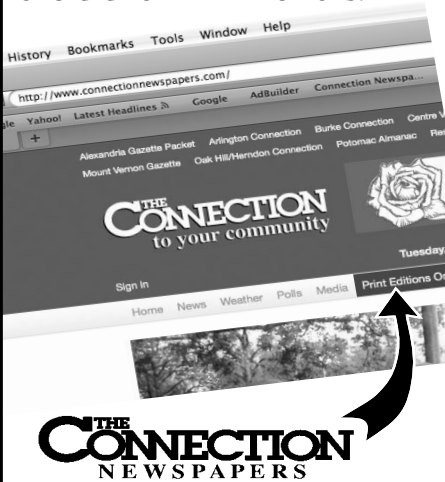 History Bookmarks Tools Window Help
http://www.connectionnewspapers.com/
Yahoo! Latest Headlines Google AdBuilder Connection Newspa...
+
Alexandria Gazette Packet Arlington Connection Burke Connection Centre V
Mount Vernon Gazette Oak Hill/Herndon Connection Potomac Almanac Res
THE
CONNECTION
to your community
Tuesday,
Sign In
Home News Weather Polls Media Print Editions On
THE
CONNECTION
NEWSPAPERS